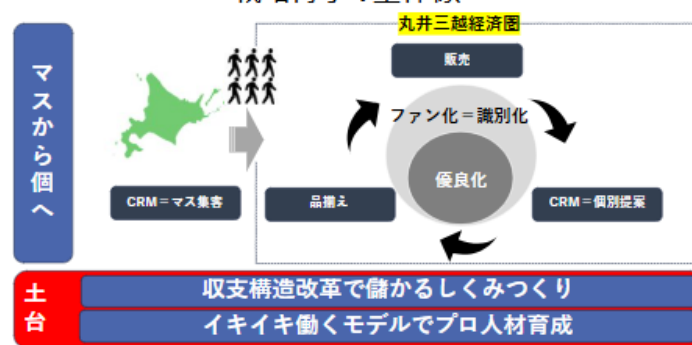 丸井三越経済圏
マスから個へ
販売
ファン化＝識別化
優良化
CRM＝マス集客
品揃え
CRM＝個別提案
土台
収支構造改革で儲かるしくみつくり
イキイキ働くモデルでプロ人材育成